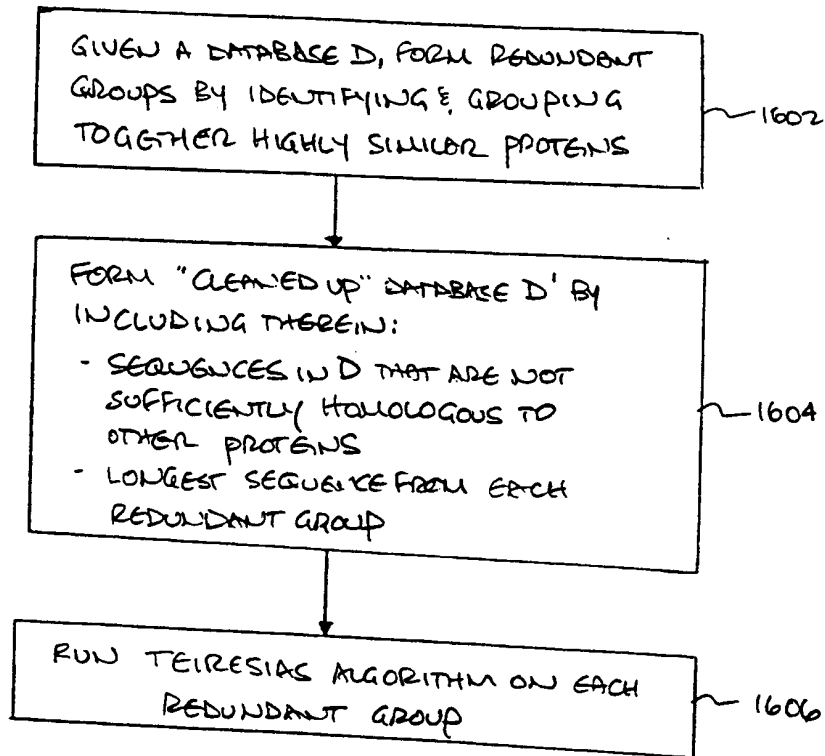 GIVEN A DATABASE D, FORM REDUNDANT
GROUPS BY IDENTIFYING & GROUPING
TOGETHER HIGHLY SIMILAR PROTEINS
1602
FORM "CLEANED UP" DATABASE D' BY
INCLUDING THEREIN:
- SEQUENCES IN D THAT ARE NOT
SUFFICIENTLY HOMOLOGOUS TO
OTHER PROTEINS
- LONGEST SEQUENCE FROM EACH
REDUNDANT GROUP
1604
RUN TEIRESIAS ALGORITHM ON EACH
REDUNDANT GROUP
1606